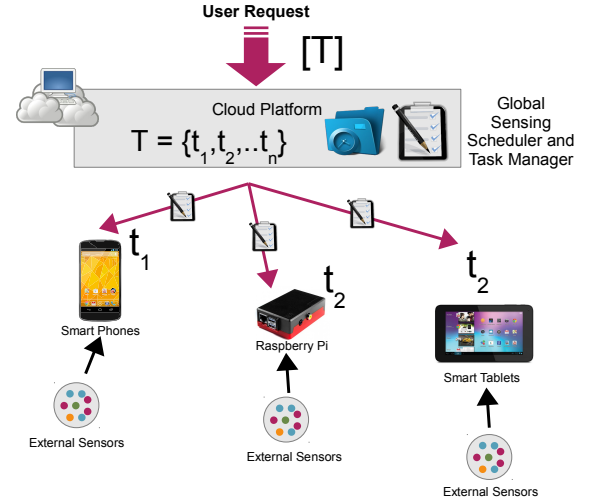 User Request
[T]
Cloud Platform
T = {t1,t2,..tn}
Global
Sensing
Scheduler and
Task Manager
t1
t2
t2
Smart Phones
Raspberry Pi
Smart Tablets
External Sensors
External Sensors
External Sensors